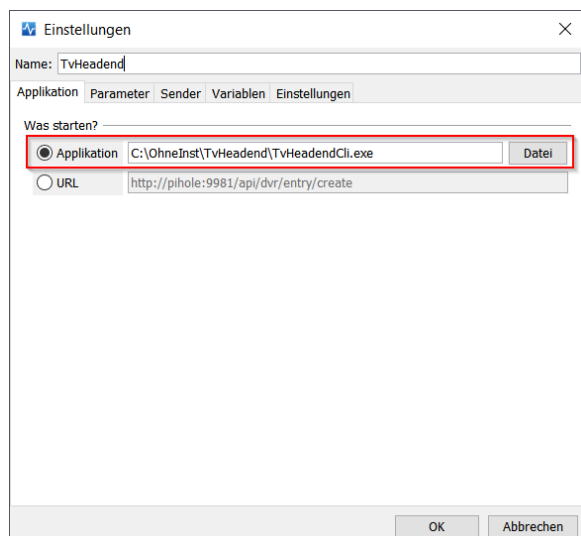 Einstellungen
Name: TvHeadend
Applikation Parameter Sender Variablen Einstellungen
Was starten?
Applikation C:\OhneInst\TvHeadend\TvHeadendCli.exe Datei
URL http://pihole:9981/api/dvr/entry/create
OK Abbrechen